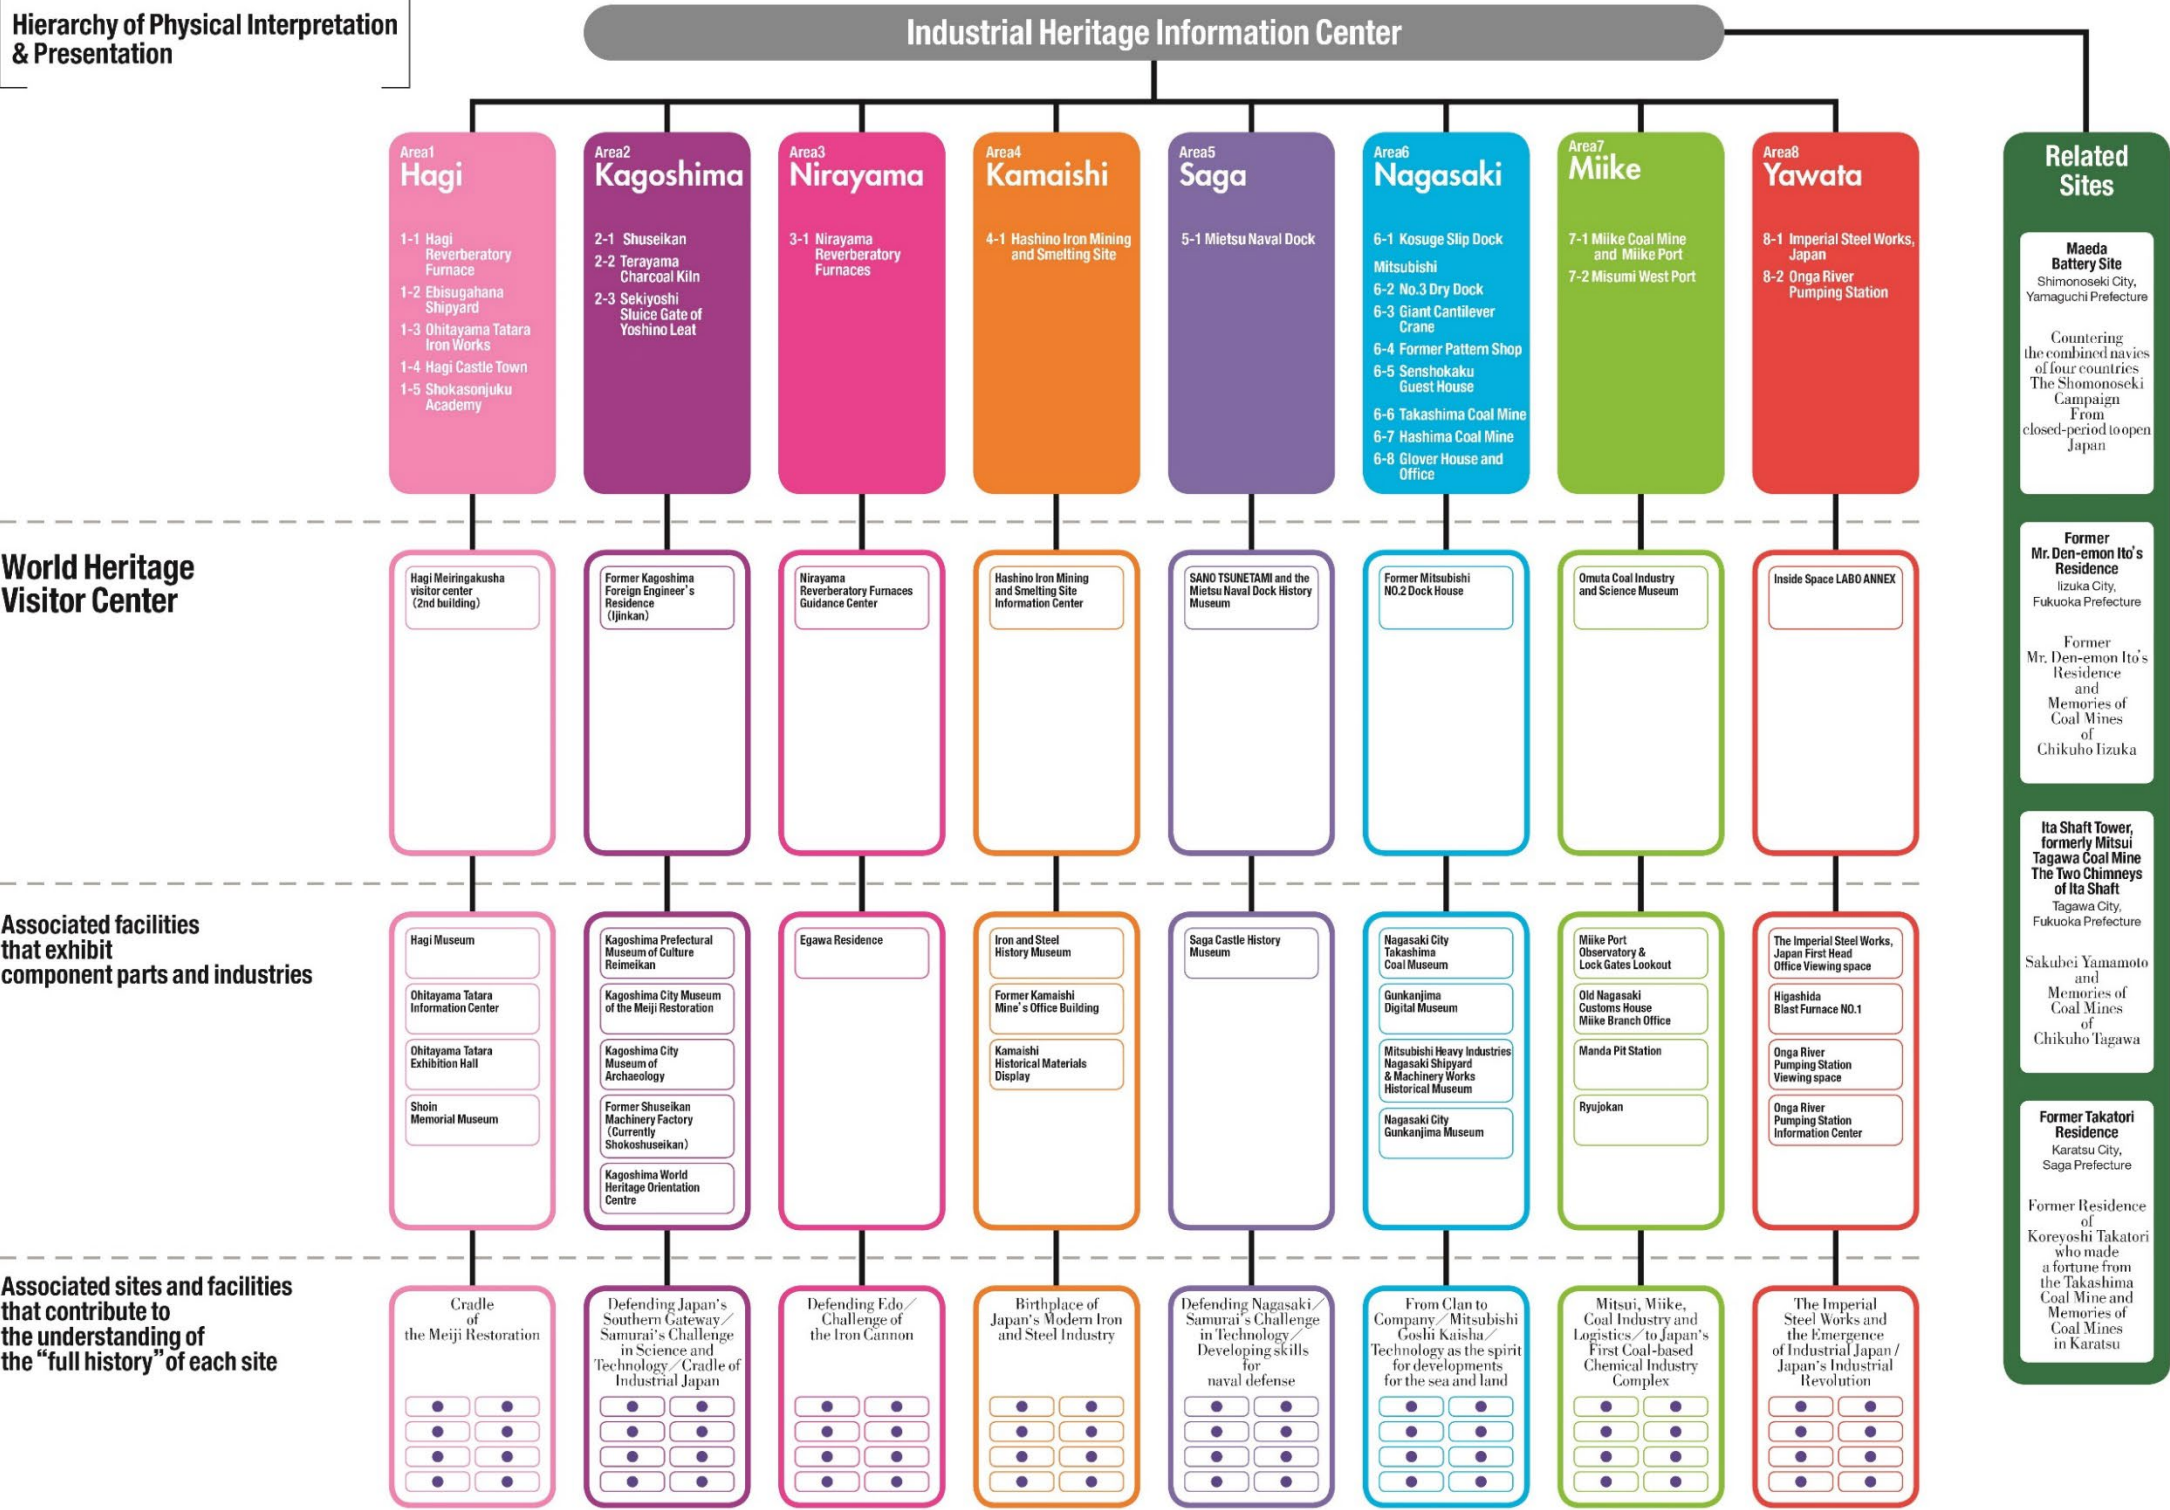 Hierarchy of Physical Interpretation
& Presentation
Industrial Heritage Information Center
Area1
Hagi
1-1 Hagi
Reverberatory
Furnace
1-2 Ebisugahana
Shipyard
1-3 Ohitayama Tatara
Iron Works
1-4 Hagi Castle Town
1-5 Shokasonjuku
Academy
Area2
Kagoshima
2-1 Shuseikan
2-2 Terayama
Charcoal Kiln
2-3 Sekiyoshi
Sluice Gate of
Yoshino Leat
Area3
Nirayama
3-1 Nirayama
Reverberatory
Furnaces
Area4
Kamaishi
4-1 Hashino Iron Mining
and Smelting Site
Area5
Saga
5-1 Mietsu Naval Dock
Area6
Nagasaki
6-1 Kosuge Slip Dock
Mitsubishi
6-2 No.3 Dry Dock
6-3 Giant Cantilever
Crane
6-4 Former Pattern Shop
6-5 Senshokaku
Guest House
6-6 Takashima Coal Mine
6-7 Hashima Coal Mine
6-8 Glover House and
Office
Area7
Miike
7-1 Miike Coal Mine
and Miike Port
7-2 Misumi West Port
Area8
Yawata
8-1 Imperial Steel Works,
Japan
8-2 Onga River
Pumping Station
Related
Sites
Maeda
Battery Site
Shimonoseki City,
Yamaguchi Prefecture
Countering
the combined navies
of four countries
The Shomonoseki
Campaign
From
closed-period to open
Japan
Former
Mr. Den-emon Ito's
Residence
Iizuka City,
Fukuoka Prefecture
Former
Mr. Den-emon Ito's
Residence
and
Memories of
Coal Mines
of
Chikuho Iizuka
Ita Shaft Tower,
formerly Mitsui
Tagawa Coal Mine
The Two Chimneys
of Ita Shaft
Tagawa City,
Fukuoka Prefecture
Sakubei Yamamoto
and
Memories of
Coal Mines
of
Chikuho Tagawa
Former Takatori
Residence
Karatsu City,
Saga Prefecture
Former Residence
of
Koreyoshi Takatori
who made
a fortune from
the Takashima
Coal Mine and
Memories of
Coal Mines
in Karatsu
World Heritage
Visitor Center
Hagi Meiringakusha
visitor center
(2nd building)
Former Kagoshima
Foreign Engineer's
Residence
(Ijinkan)
Nirayama
Reverberatory Furnaces
Guidance Center
Hashino Iron Mining
and Smelting Site
Information Center
SANO TSUNETAMI and the
Mietsu Naval Dock History
Museum
Former Mitsubishi
NO.2 Dock House
Omuta Coal Industry
and Science Museum
Inside Space LABO ANNEX
Associated facilities
that exhibit
component parts and industries
Hagi Museum
Ohitayama Tatara
Information Center
Ohitayama Tatara
Exhibition Hall
Shoin
Memorial Museum
Kagoshima Prefectural
Museum of Culture
Reimeikan
Kagoshima City Museum
of the Meiji Restoration
Kagoshima City
Museum of
Archaeology
Former Shuseikan
Machinery Factory
(Currently
Shokoshuseikan)
Kagoshima World
Heritage Orientation
Centre
Egawa Residence
Iron and Steel
History Museum
Former Kamaishi
Mine's Office Building
Kamaishi
Historical Materials
Display
Saga Castle History
Museum
Nagasaki City
Takashima
Coal Museum
Gunkanjima
Digital Museum
Mitsubishi Heavy Industries
Nagasaki Shipyard
& Machinery Works
Historical Museum
Nagasaki City
Gunkanjima Museum
Miike Port
Observatory &
Lock Gates Lookout
Old Nagasaki
Customs House
Miike Branch Office
Manda Pit Station
Ryujokan
The Imperial Steel Works,
Japan First Head
Office Viewing space
Higashida
Blast Furnace NO.1
Onga River
Pumping Station
Viewing space
Onga River
Pumping Station
Information Center
Associated sites and facilities
that contribute to
the understanding of
the "full history" of each site
Cradle
of
the Meiji Restoration
Defending Japan's
Southern Gateway/
Samurai's Challenge
in Science and
Technology/Cradle of
Industrial Japan
Defending Edo/
Challenge of
the Iron Cannon
Birthplace of
Japan's Modern Iron
and Steel Industry
Defending Nagasaki/
Samurai's Challenge
in Technology/
Developing skills
for
naval defense
From Clan to
Company/Mitsubishi
Goshi Kaisha/
Technology as the spirit
for developments
for the sea and land
Mitsui, Miike,
Coal Industry and
Logistics/to Japan's
First Coal-based
Chemical Industry
Complex
The Imperial
Steel Works and
the Emergence
of Industrial Japan /
Japan's Industrial
Revolution